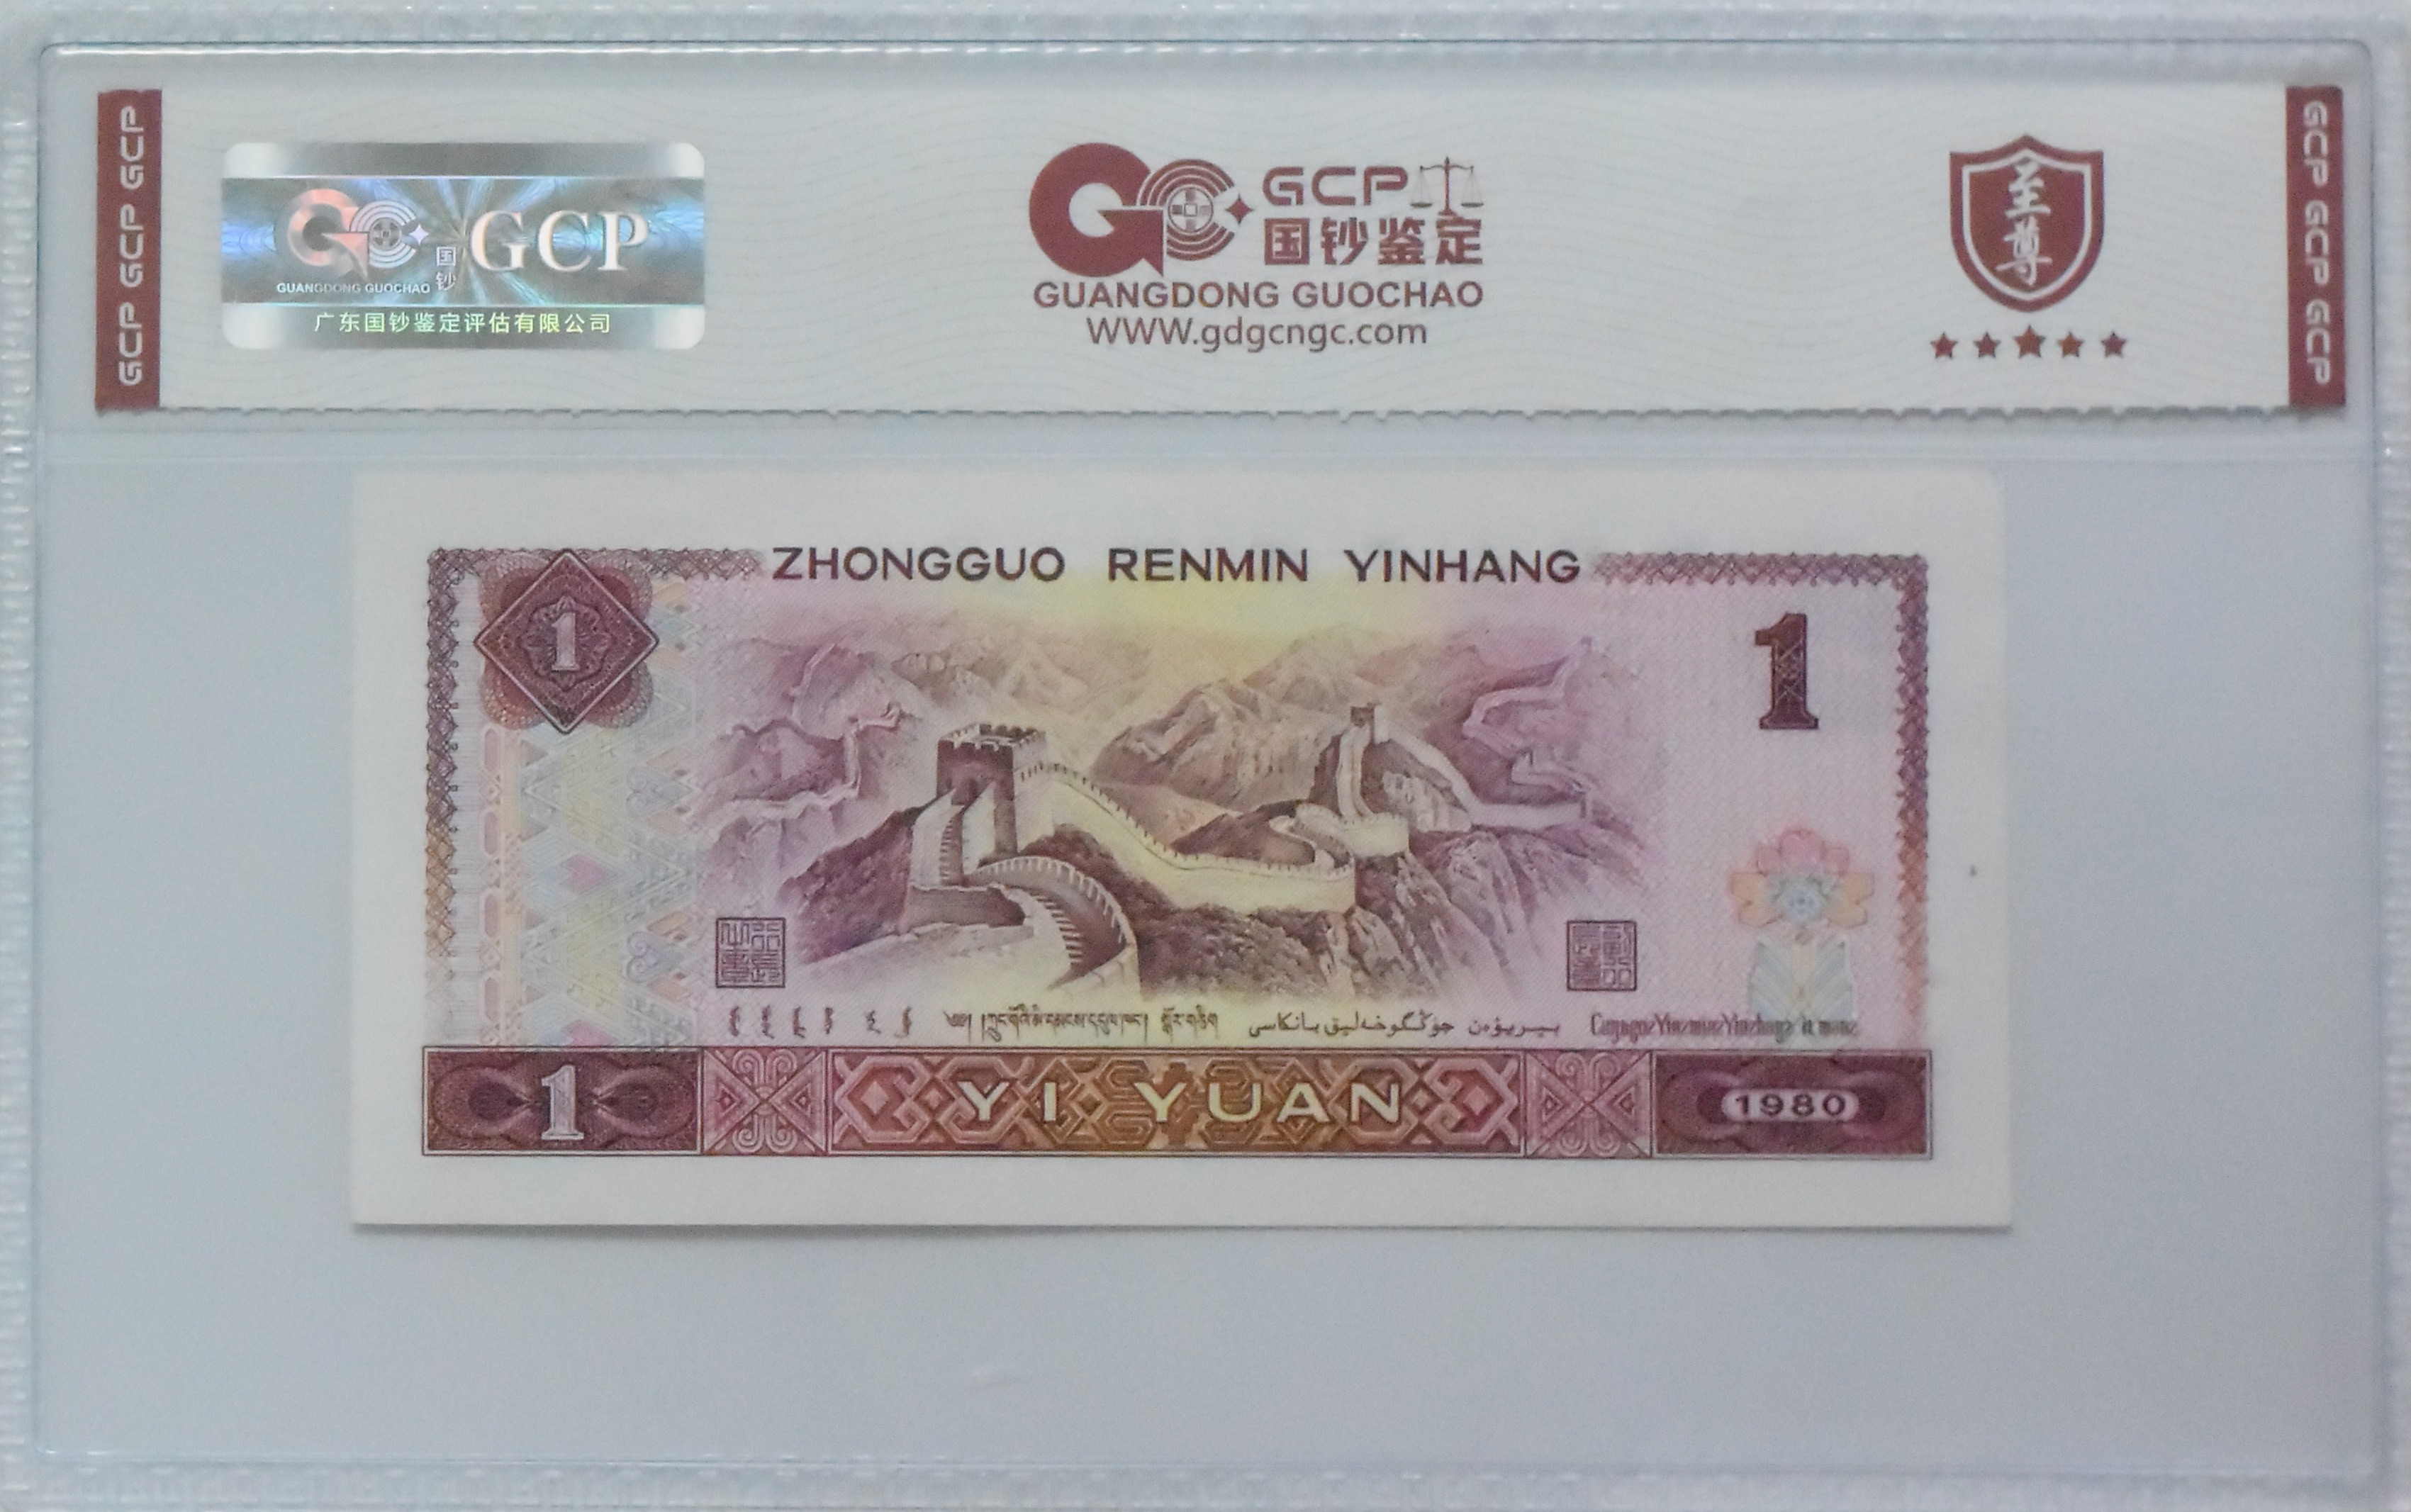 GCP GCP GCP
GUANGDONG GUOCHAO
国钞
GCP
广东国钞鉴定评估有限公司
GCP
国钞鉴定
GUANGDONG GUOCHAO
WWW.gdgcngc.com
至尊
GCP GCP GCP
ZHONGGUO RENMIN YINHANG
1
1
1
YI YUAN
1980